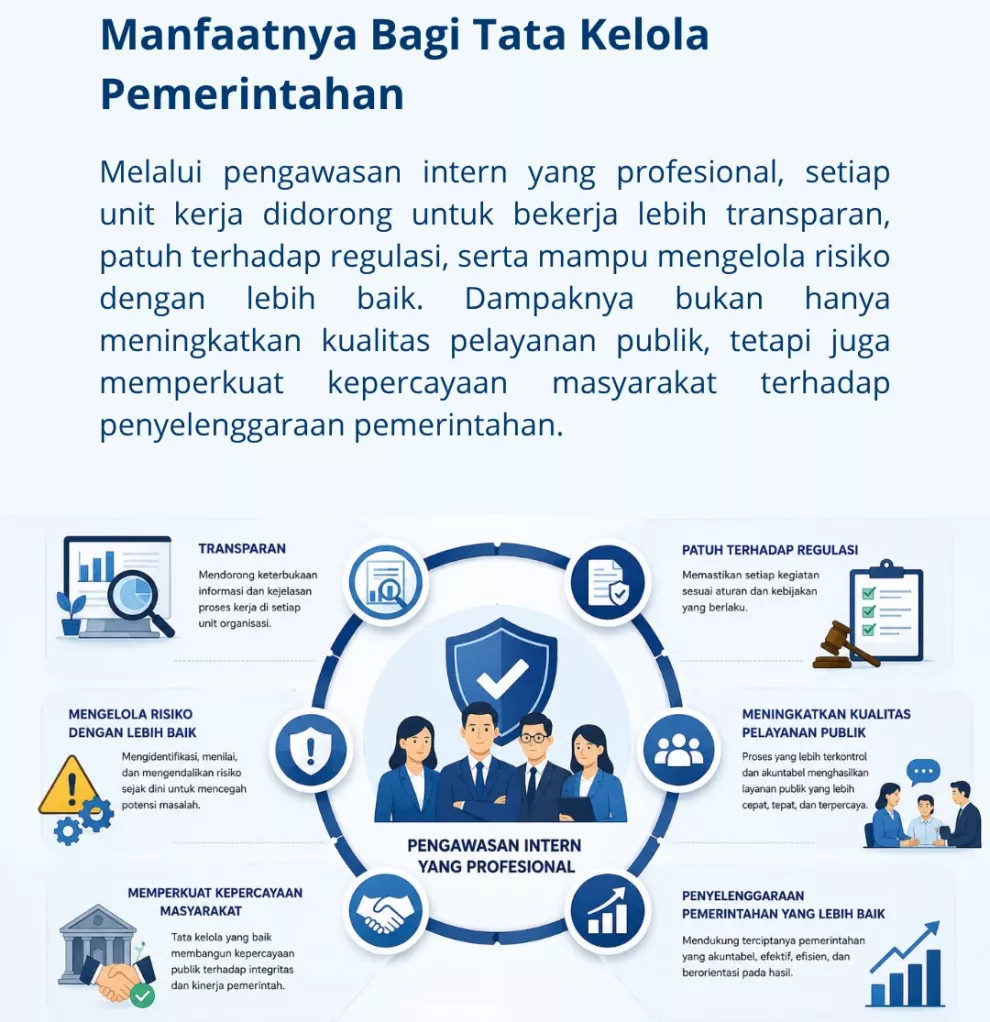 Manfaatnya Bagi Tata Kelola
Pemerintahan
Melalui pengawasan intern yang profesional, setiap
unit kerja didorong untuk bekerja lebih transparan,
patuh terhadap regulasi, serta mampu mengelola risiko
dengan lebih baik. Dampaknya bukan hanya
meningkatkan kualitas pelayanan publik, tetapi juga
memperkuat kepercayaan masyarakat terhadap
penyelenggaraan pemerintahan.
TRANSPARAN
Mendorong keterbukaan
informasi dan kejelasan
proses kerja di setiap
unit organisasi.
PATUH TERHADAP REGULASI
Memastikan setiap kegiatan
sesuai aturan dan kebijakan
yang berlaku.
MENGELOLA RISIKO
DENGAN LEBIH BAIK
Mengidentifikasi, menilai,
dan mengendalikan risiko
sejak dini untuk mencegah
potensi masalah.
MENINGKATKAN KUALITAS
PELAYANAN PUBLIK
Proses yang lebih terkontrol
dan akuntabel menghasilkan
layanan publik yang lebih
cepat, tepat, dan terpercaya.
PENGAWASAN INTERN
YANG PROFESIONAL
MEMPERKUAT KEPERCAYAAN
MASYARAKAT
Tata kelola yang baik
membangun kepercayaan
publik terhadap integritas
dan kinerja pemerintah.
PENYELENGGARAAN
PEMERINTAHAN YANG LEBIH BAIK
Mendukung terciptanya pemerintahan
yang akuntabel, efektif, efisien, dan
berorientasi pada hasil.